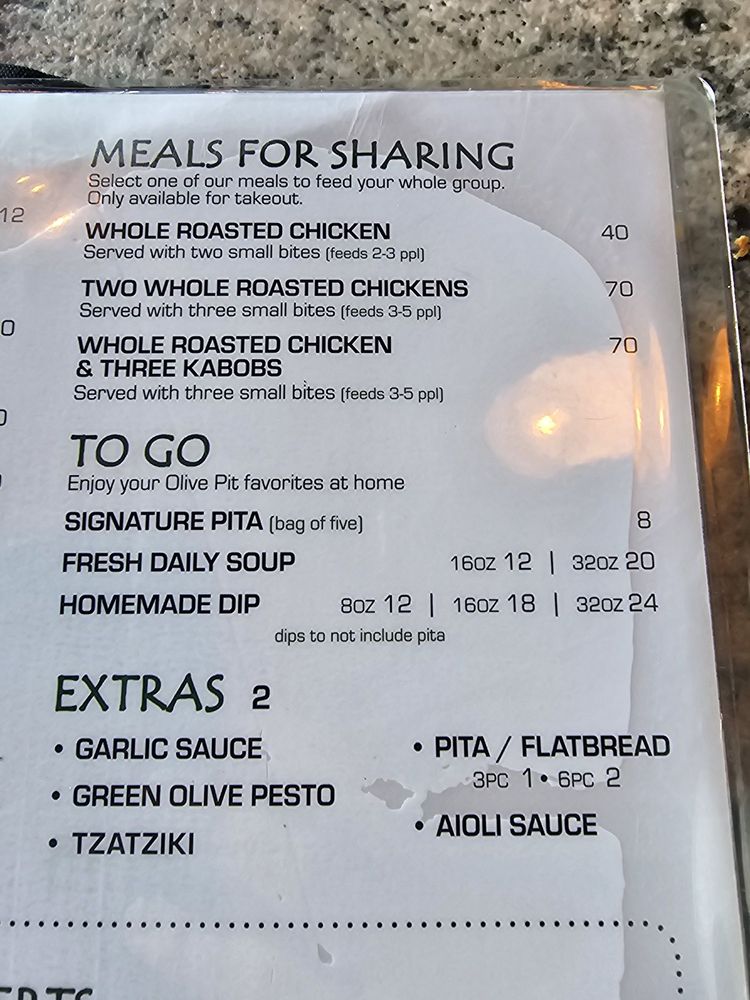 MEALS FOR SHARING
Select one of our meals to feed your whole group.
Only available for takeout.
12
WHOLE ROASTED CHICKEN 40
Served with two small bites (feeds 2-3 ppl)
TWO WHOLE ROASTED CHICKENS 70
Served with three small bites (feeds 3-5 ppl)
WHOLE ROASTED CHICKEN 70
& THREE KABOBS
Served with three small bites (feeds 3-5 ppl)
TO GO
Enjoy your Olive Pit favorites at home
SIGNATURE PITA (bag of five) 8
FRESH DAILY SOUP 16OZ 12 | 32OZ 20
HOMEMADE DIP 8OZ 12 | 16OZ 18 | 32OZ 24
dips to not include pita
EXTRAS 2
• GARLIC SAUCE
• GREEN OLIVE PESTO
• TZATZIKI
• PITA / FLATBREAD
3PC 1 • 6PC 2
• AIOLI SAUCE